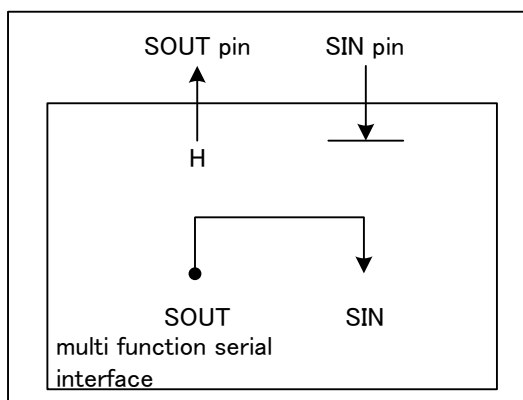 SOUT pin
SIN pin
H
SOUT
SIN
multi function serial
interface